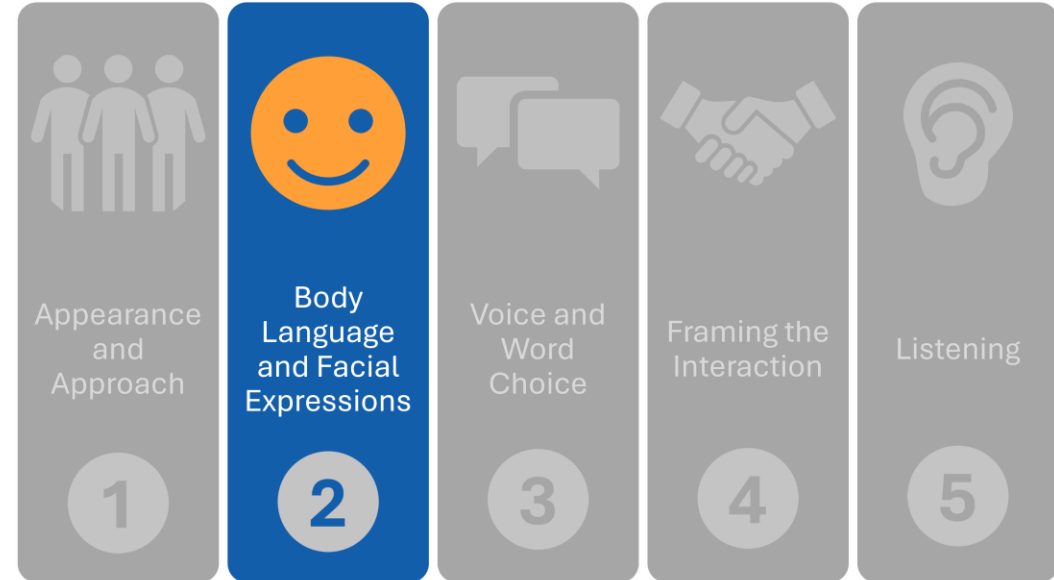 Appearance
and
Approach
1
Body
Language
and Facial
Expressions
2
Voice and
Word
Choice
3
Framing the
Interaction
4
Listening
5